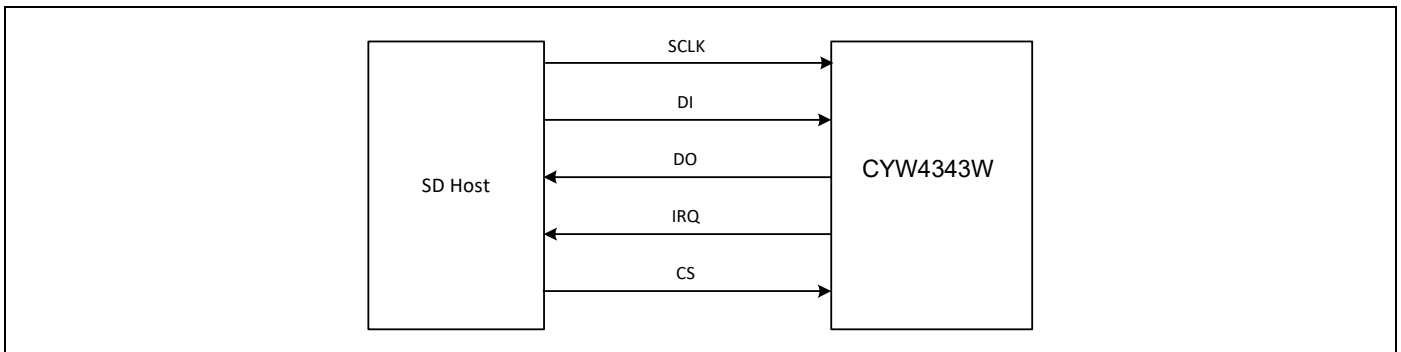 SCLK
DI
DO
SD Host
CYW4343W
IRQ
CS